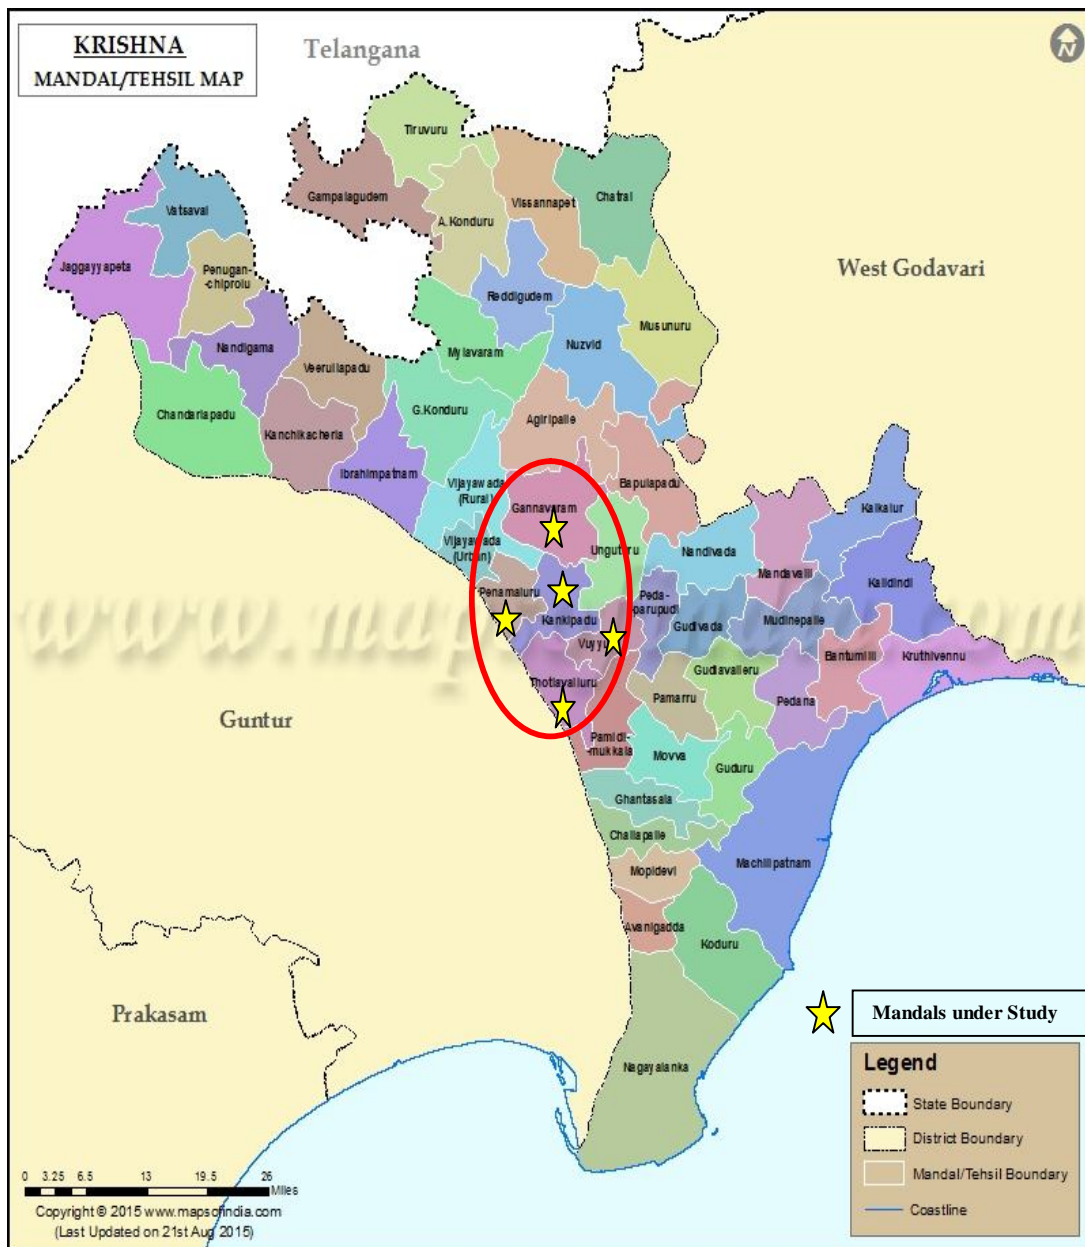 KRISHNA
MANDAL/TEHSIL MAP
Telangana
N
Tiruvuru
Gampalagudem
A.Konduru
Vissannapet
Chatrai
Vatsavai
Jaggayyapeta
Penugan-
-chiprolu
West Godavari
Reddigudem
Musunuru
Nandigama
Mylavaram
Nuzvid
Veerullapadu
Chandarlapadu
G.Konduru
Agiripalle
Kanchikacherla
Ibrahimpatnam
Vijayawada
(Rural)
Bapulapadu
Gannavaram
Kaikalur
Vijayawada
(Urban)
Unguturu
Nandivada
Mandavalli
Kalidindi
Penamaluru
Peda-
-parupudi
Kankipadu
Gudivada
Mudinepalle
www.mapsofindia.com
Vuyyu
Bantumilli
Kruthivennu
Thotlavalluru
Gudlavalleru
Pamarru
Pedana
Guntur
Pamidi-
-mukkala
Movva
Guduru
Ghantasala
Challapalle
Machilipatnam
Mopidevi
Avanigadda
Koduru
Prakasam
Mandals under Study
Nagayalanka
Legend
State Boundary
District Boundary
Mandal/Tehsil Boundary
Coastline
0 3.25 6.5 13 19.5 26
Miles
Copyright © 2015 www.mapsofindia.com
(Last Updated on 21st Aug 2015)